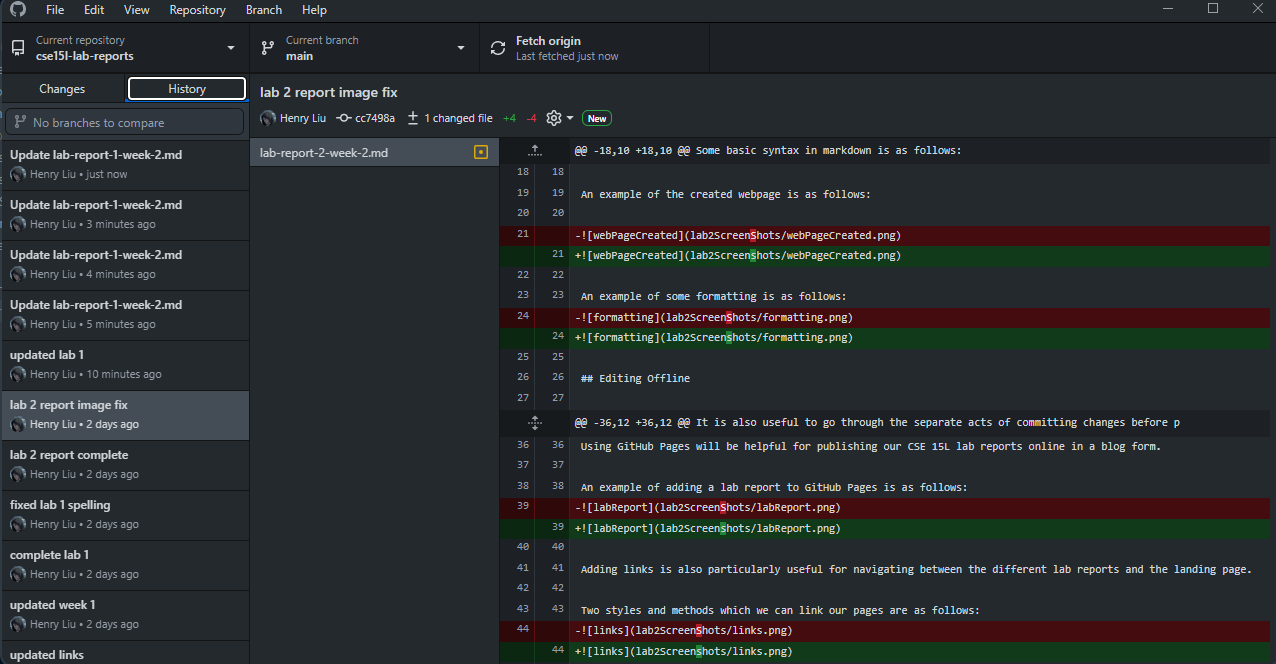 File Edit View Repository Branch Help
Current repository
cse15l-lab-reports
Current branch
main
Fetch origin
Last fetched just now
Changes
History
No branches to compare
Update lab-report-1-week-2.md
Henry Liu • just now
Update lab-report-1-week-2.md
Henry Liu • 3 minutes ago
Update lab-report-1-week-2.md
Henry Liu • 4 minutes ago
Update lab-report-1-week-2.md
Henry Liu • 5 minutes ago
updated lab 1
Henry Liu • 10 minutes ago
lab 2 report image fix
Henry Liu • 2 days ago
lab 2 report complete
Henry Liu • 2 days ago
fixed lab 1 spelling
Henry Liu • 2 days ago
complete lab 1
Henry Liu • 2 days ago
updated week 1
Henry Liu • 2 days ago
updated links
lab 2 report image fix
Henry Liu cc7498a 1 changed file +4 -4 New
lab-report-2-week-2.md
@@ -18,10 +18,10 @@ Some basic syntax in markdown is as follows:
18 18
19 19 An example of the created webpage is as follows:
20 20
21 -![webPageCreated](lab2ScreenShots/webPageCreated.png)
21 +![webPageCreated](lab2Screenshots/webPageCreated.png)
22 22
23 23 An example of some formatting is as follows:
24 -![formatting](lab2ScreenShots/formatting.png)
24 +![formatting](lab2Screenshots/formatting.png)
25 25
26 26 ## Editing Offline
27 27
@@ -36,12 +36,12 @@ It is also useful to go through the separate acts of committing changes before p
36 36 Using GitHub Pages will be helpful for publishing our CSE 15L lab reports online in a blog form.
37 37
38 38 An example of adding a lab report to GitHub Pages is as follows:
39 -![labReport](lab2ScreenShots/labReport.png)
39 +![labReport](lab2Screenshots/labReport.png)
40 40
41 41 Adding links is also particularly useful for navigating between the different lab reports and the landing page.
42 42
43 43 Two styles and methods which we can link our pages are as follows:
44 -![links](lab2ScreenShots/links.png)
44 +![links](lab2Screenshots/links.png)